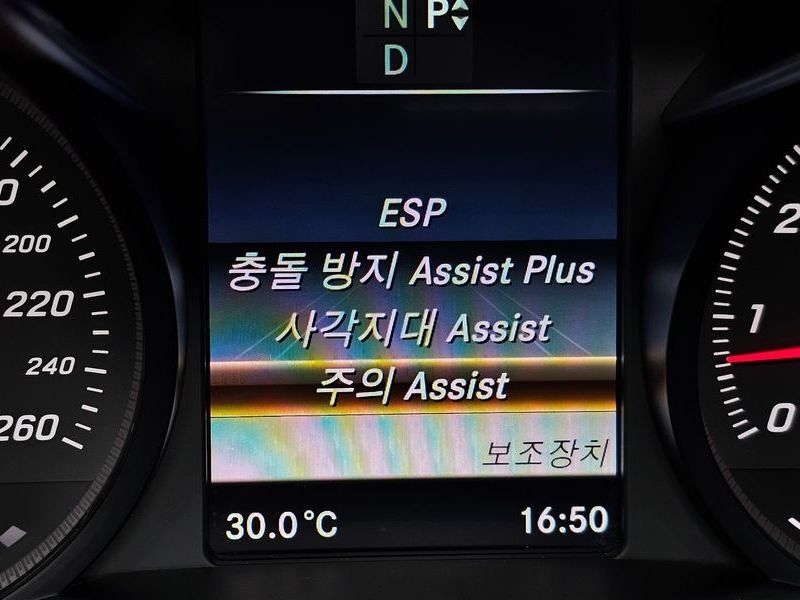 N P
D
ESP
충돌 방지 Assist Plus
사각지대 Assist
주의 Assist
보조장치
30.0°C 16:50
200
220
240
260
2
1
0